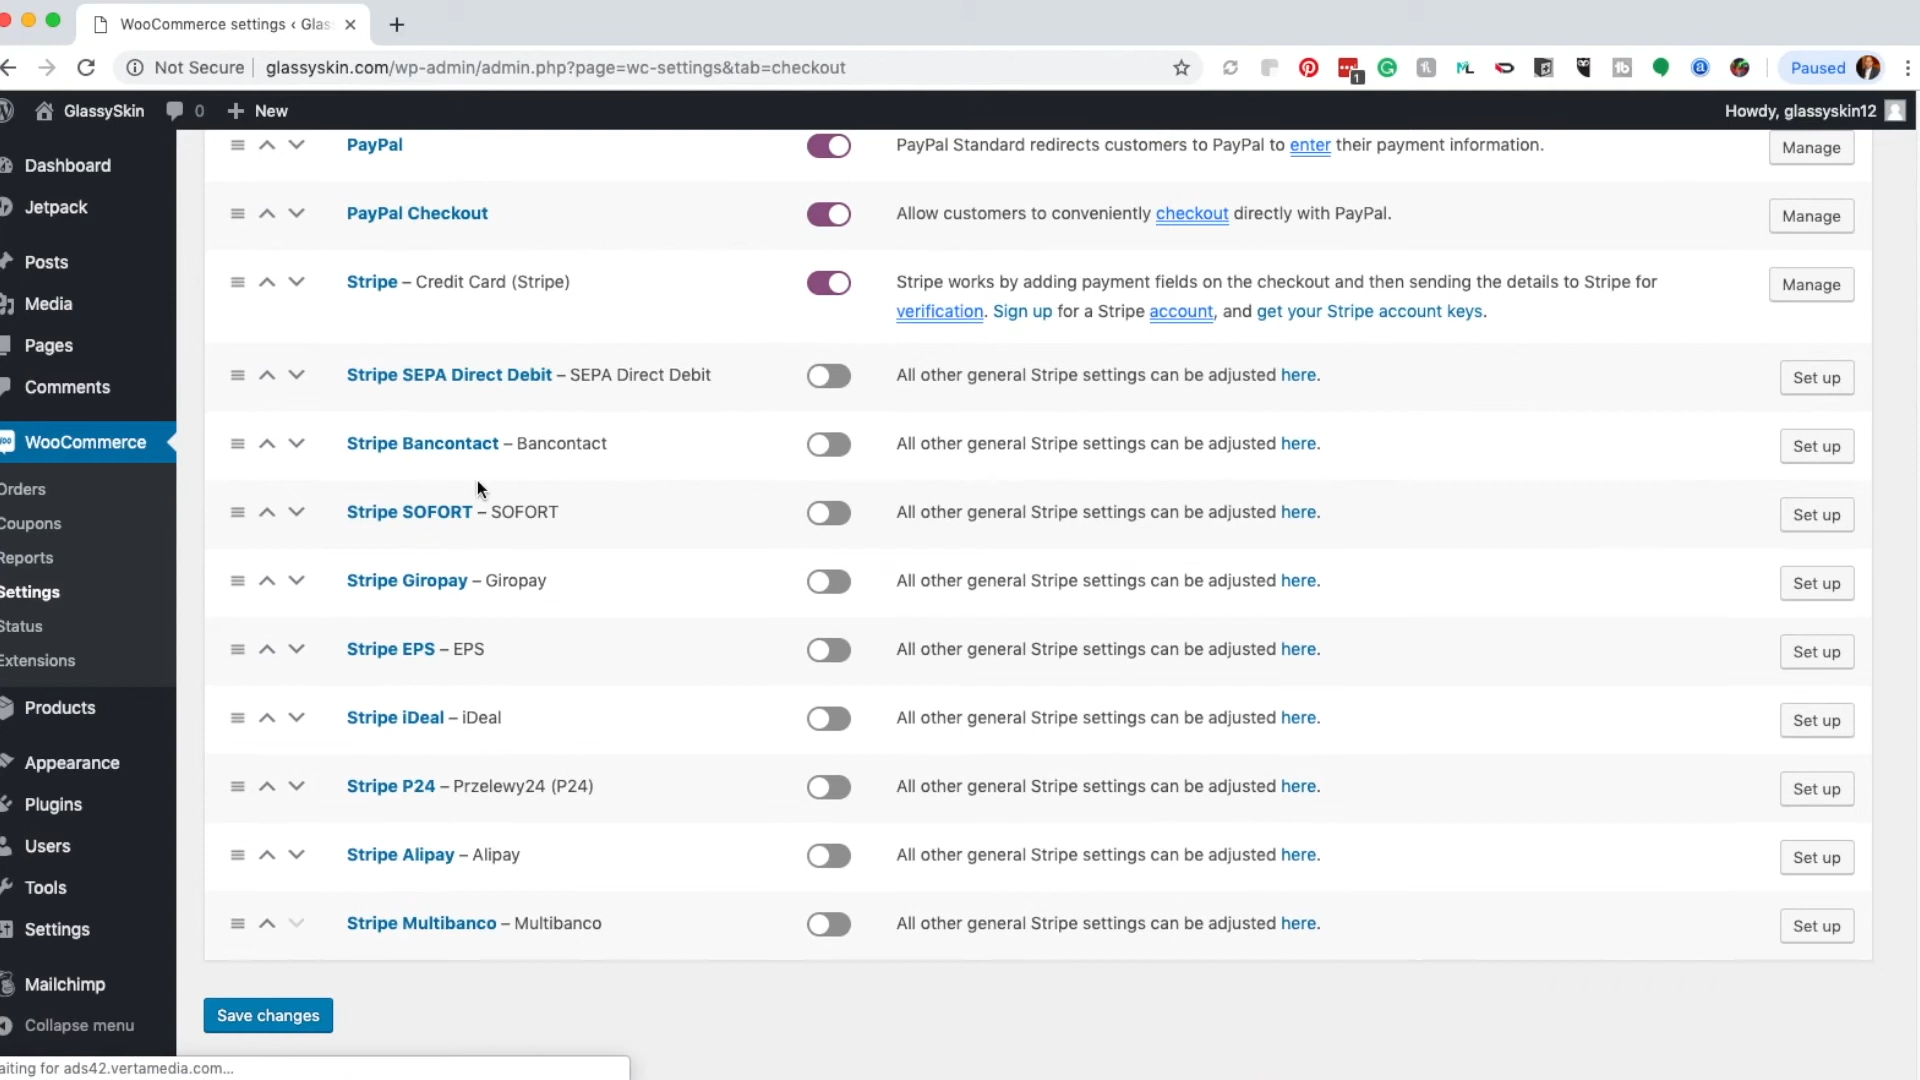 WooCommerce settings ‹ Glas
Not Secure glassyskin.com/wp-admin/admin.php?page=wc-settings&tab=checkout
1
Paused
GlassySkin 0 New
Howdy, glassyskin12
Dashboard
Jetpack
Posts
Media
Pages
Comments
WooCommerce
Orders
Coupons
Reports
Settings
Status
Extensions
Products
Appearance
Plugins
Users
Tools
Settings
Mailchimp
Collapse menu
PayPal PayPal Standard redirects customers to PayPal to enter their payment information. Manage
PayPal Checkout Allow customers to conveniently checkout directly with PayPal. Manage
Stripe – Credit Card (Stripe) Stripe works by adding payment fields on the checkout and then sending the details to Stripe for Manage
verification. Sign up for a Stripe account, and get your Stripe account keys.
Stripe SEPA Direct Debit – SEPA Direct Debit All other general Stripe settings can be adjusted here. Set up
Stripe Bancontact – Bancontact All other general Stripe settings can be adjusted here. Set up
Stripe SOFORT – SOFORT All other general Stripe settings can be adjusted here. Set up
Stripe Giropay – Giropay All other general Stripe settings can be adjusted here. Set up
Stripe EPS – EPS All other general Stripe settings can be adjusted here. Set up
Stripe iDeal – iDeal All other general Stripe settings can be adjusted here. Set up
Stripe P24 – Przelewy24 (P24) All other general Stripe settings can be adjusted here. Set up
Stripe Alipay – Alipay All other general Stripe settings can be adjusted here. Set up
Stripe Multibanco – Multibanco All other general Stripe settings can be adjusted here. Set up
Save changes
aiting for ads42.vertamedia.com...